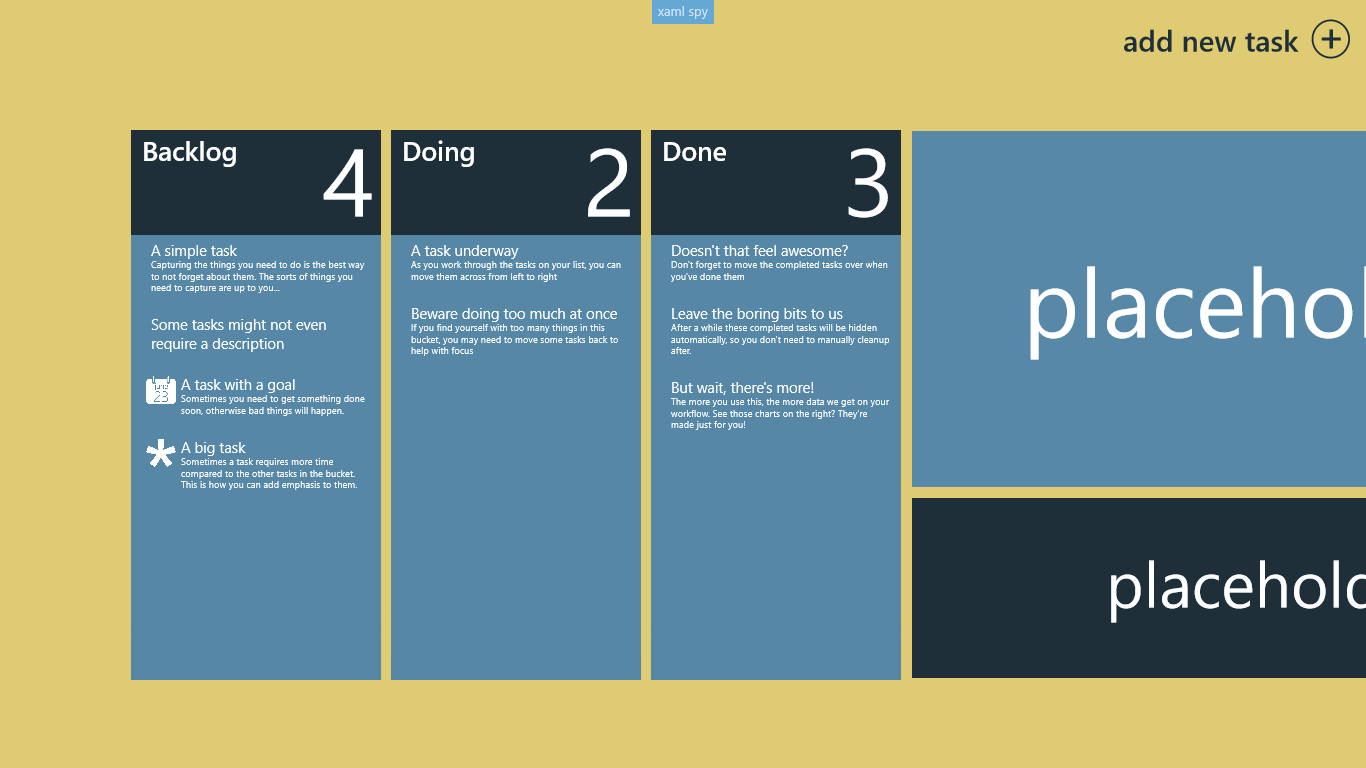 xaml spy
add new task
Backlog
4
A simple task
Capturing the things you need to do is the best way
to not forget about them. The sorts of things you
need to capture are up to you...
Some tasks might not even
require a description
June
23
A task with a goal
Sometimes you need to get something done
soon, otherwise bad things will happen.
A big task
Sometimes a task requires more time
compared to the other tasks in the bucket.
This is how you can add emphasis to them.
Doing
2
A task underway
As you work through the tasks on your list, you can
move them across from left to right
Beware doing too much at once
If you find yourself with too many things in this
bucket, you may need to move some tasks back to
help with focus
Done
3
Doesn't that feel awesome?
Don't forget to move the completed tasks over when
you've done them
Leave the boring bits to us
After a while these completed tasks will be hidden
automatically, so you don't need to manually cleanup
after.
But wait, there's more!
The more you use this, the more data we get on your
workflow. See those charts on the right? They're
made just for you!
placehol
placehold